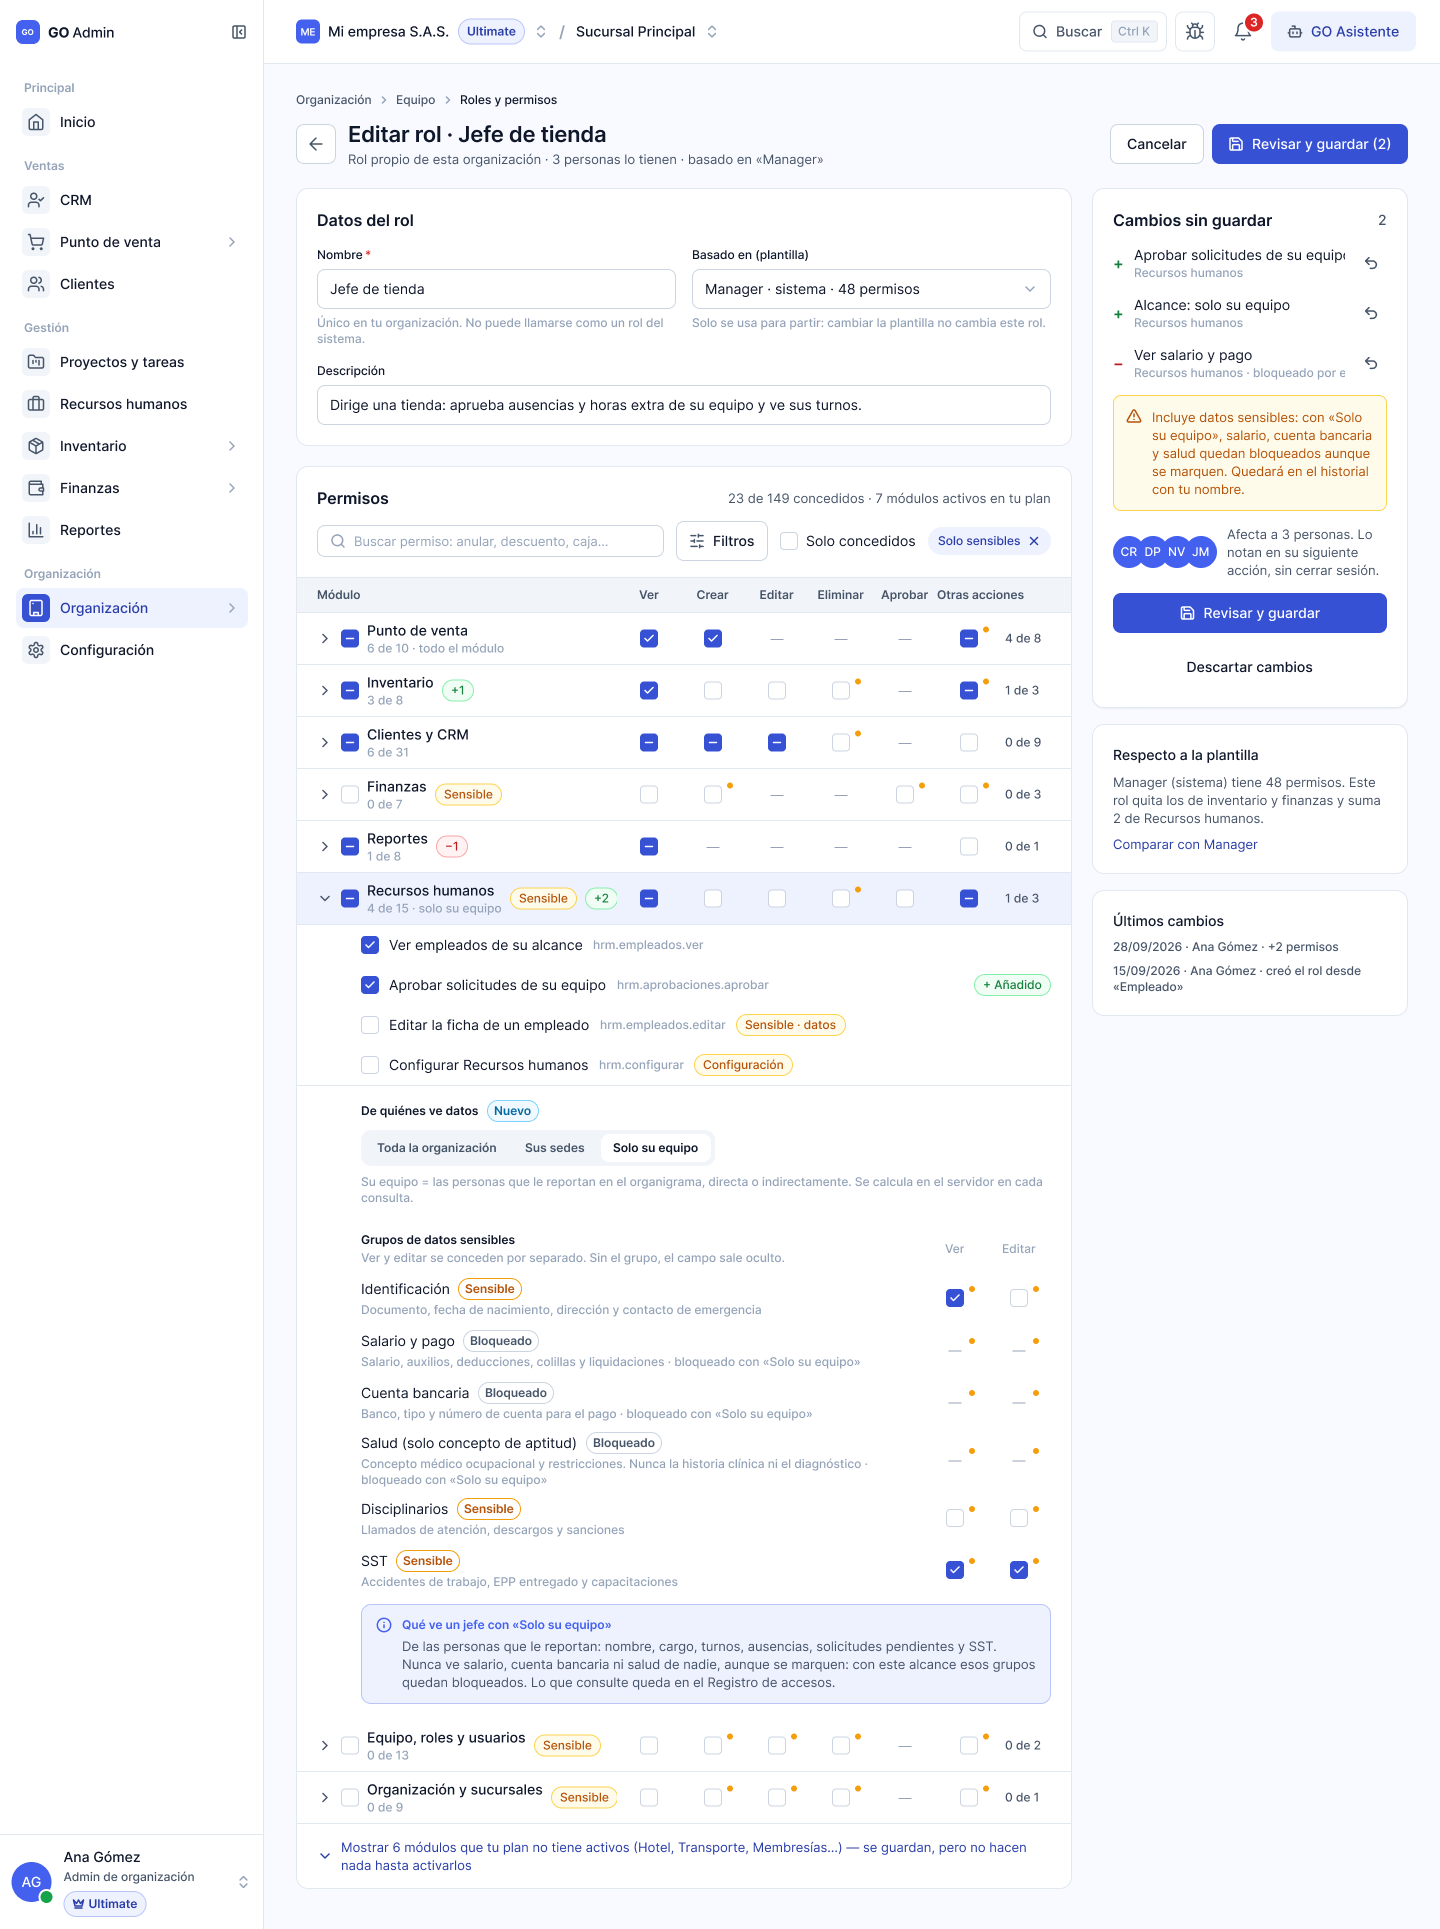 GO
GO Admin
Principal
Inicio
Ventas
CRM
Punto de venta
Clientes
Gestión
Proyectos y tareas
Recursos humanos
Inventario
Finanzas
Reportes
Organización
Organización
Configuración
AG
Ana Gómez
Admin de organización
Ultimate
ME
Mi empresa S.A.S.
Ultimate
/
Sucursal Principal
Buscar
Ctrl K
3
GO Asistente
Organización
Equipo
Roles y permisos
Editar rol · Jefe de tienda
Rol propio de esta organización · 3 personas lo tienen · basado en «Manager»
Cancelar
Revisar y guardar (2)
Datos del rol
Nombre *
Jefe de tienda
Único en tu organización. No puede llamarse como un rol del
sistema.
Basado en (plantilla)
Manager · sistema · 48 permisos
Solo se usa para partir: cambiar la plantilla no cambia este rol.
Descripción
Dirige una tienda: aprueba ausencias y horas extra de su equipo y ve sus turnos.
Permisos
23 de 149 concedidos · 7 módulos activos en tu plan
Buscar permiso: anular, descuento, caja...
Filtros
Solo concedidos
Solo sensibles
Módulo
Ver
Crear
Editar
Eliminar
Aprobar
Otras acciones
Punto de venta
6 de 10 · todo el módulo
— — —
4 de 8
Inventario
+1
3 de 8
—
1 de 3
Clientes y CRM
6 de 31
—
0 de 9
Finanzas
Sensible
0 de 7
— —
0 de 3
Reportes
−1
1 de 8
— — — —
0 de 1
Recursos humanos
Sensible
+2
4 de 15 · solo su equipo
1 de 3
Ver empleados de su alcance hrm.empleados.ver
Aprobar solicitudes de su equipo hrm.aprobaciones.aprobar
+ Añadido
Editar la ficha de un empleado hrm.empleados.editar
Sensible · datos
Configurar Recursos humanos hrm.configurar
Configuración
De quiénes ve datos
Nuevo
Toda la organización
Sus sedes
Solo su equipo
Su equipo = las personas que le reportan en el organigrama, directa o indirectamente. Se calcula en el servidor en cada
consulta.
Grupos de datos sensibles
Ver y editar se conceden por separado. Sin el grupo, el campo sale oculto.
Ver
Editar
Identificación
Sensible
Documento, fecha de nacimiento, dirección y contacto de emergencia
Salario y pago
Bloqueado
Salario, auxilios, deducciones, colillas y liquidaciones · bloqueado con «Solo su equipo»
— —
Cuenta bancaria
Bloqueado
Banco, tipo y número de cuenta para el pago · bloqueado con «Solo su equipo»
— —
Salud (solo concepto de aptitud)
Bloqueado
Concepto médico ocupacional y restricciones. Nunca la historia clínica ni el diagnóstico ·
bloqueado con «Solo su equipo»
— —
Disciplinarios
Sensible
Llamados de atención, descargos y sanciones
SST
Sensible
Accidentes de trabajo, EPP entregado y capacitaciones
Qué ve un jefe con «Solo su equipo»
De las personas que le reportan: nombre, cargo, turnos, ausencias, solicitudes pendientes y SST.
Nunca ve salario, cuenta bancaria ni salud de nadie, aunque se marquen: con este alcance esos grupos
quedan bloqueados. Lo que consulte queda en el Registro de accesos.
Equipo, roles y usuarios
Sensible
0 de 13
—
0 de 2
Organización y sucursales
Sensible
0 de 9
—
0 de 1
Mostrar 6 módulos que tu plan no tiene activos (Hotel, Transporte, Membresías...) — se guardan, pero no hacen
nada hasta activarlos
Cambios sin guardar
2
+ Aprobar solicitudes de su equip
Recursos humanos
+ Alcance: solo su equipo
Recursos humanos
− Ver salario y pago
Recursos humanos · bloqueado por e
Incluye datos sensibles: con «Solo
su equipo», salario, cuenta bancaria
y salud quedan bloqueados aunque
se marquen. Quedará en el historial
con tu nombre.
CR DP NV JM
Afecta a 3 personas. Lo
notan en su siguiente
acción, sin cerrar sesión.
Revisar y guardar
Descartar cambios
Respecto a la plantilla
Manager (sistema) tiene 48 permisos. Este
rol quita los de inventario y finanzas y suma
2 de Recursos humanos.
Comparar con Manager
Últimos cambios
28/09/2026 · Ana Gómez · +2 permisos
15/09/2026 · Ana Gómez · creó el rol desde
«Empleado»